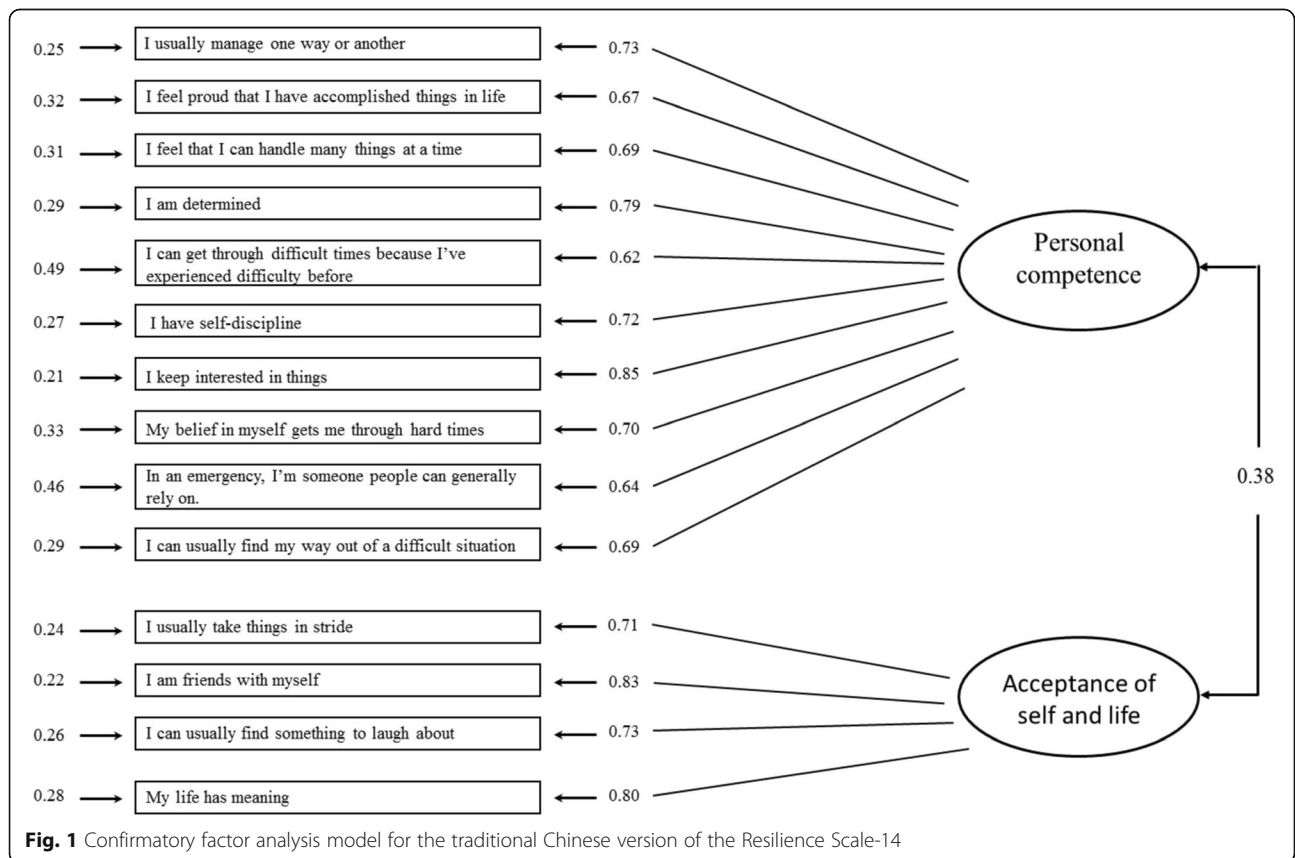 0.25 I usually manage one way or another 0.73
0.32 I feel proud that I have accomplished things in life 0.67
0.31 I feel that I can handle many things at a time 0.69
0.29 I am determined 0.79
0.49 I can get through difficult times because I've
experienced difficulty before 0.62
0.27 I have self-discipline 0.72
0.21 I keep interested in things 0.85
0.33 My belief in myself gets me through hard times 0.70
0.46 In an emergency, I'm someone people can generally
rely on. 0.64
0.29 I can usually find my way out of a difficult situation 0.69
Personal
competence
0.38
0.24 I usually take things in stride 0.71
0.22 I am friends with myself 0.83
0.26 I can usually find something to laugh about 0.73
0.28 My life has meaning 0.80
Acceptance of
self and life
Fig. 1 Confirmatory factor analysis model for the traditional Chinese version of the Resilience Scale-14